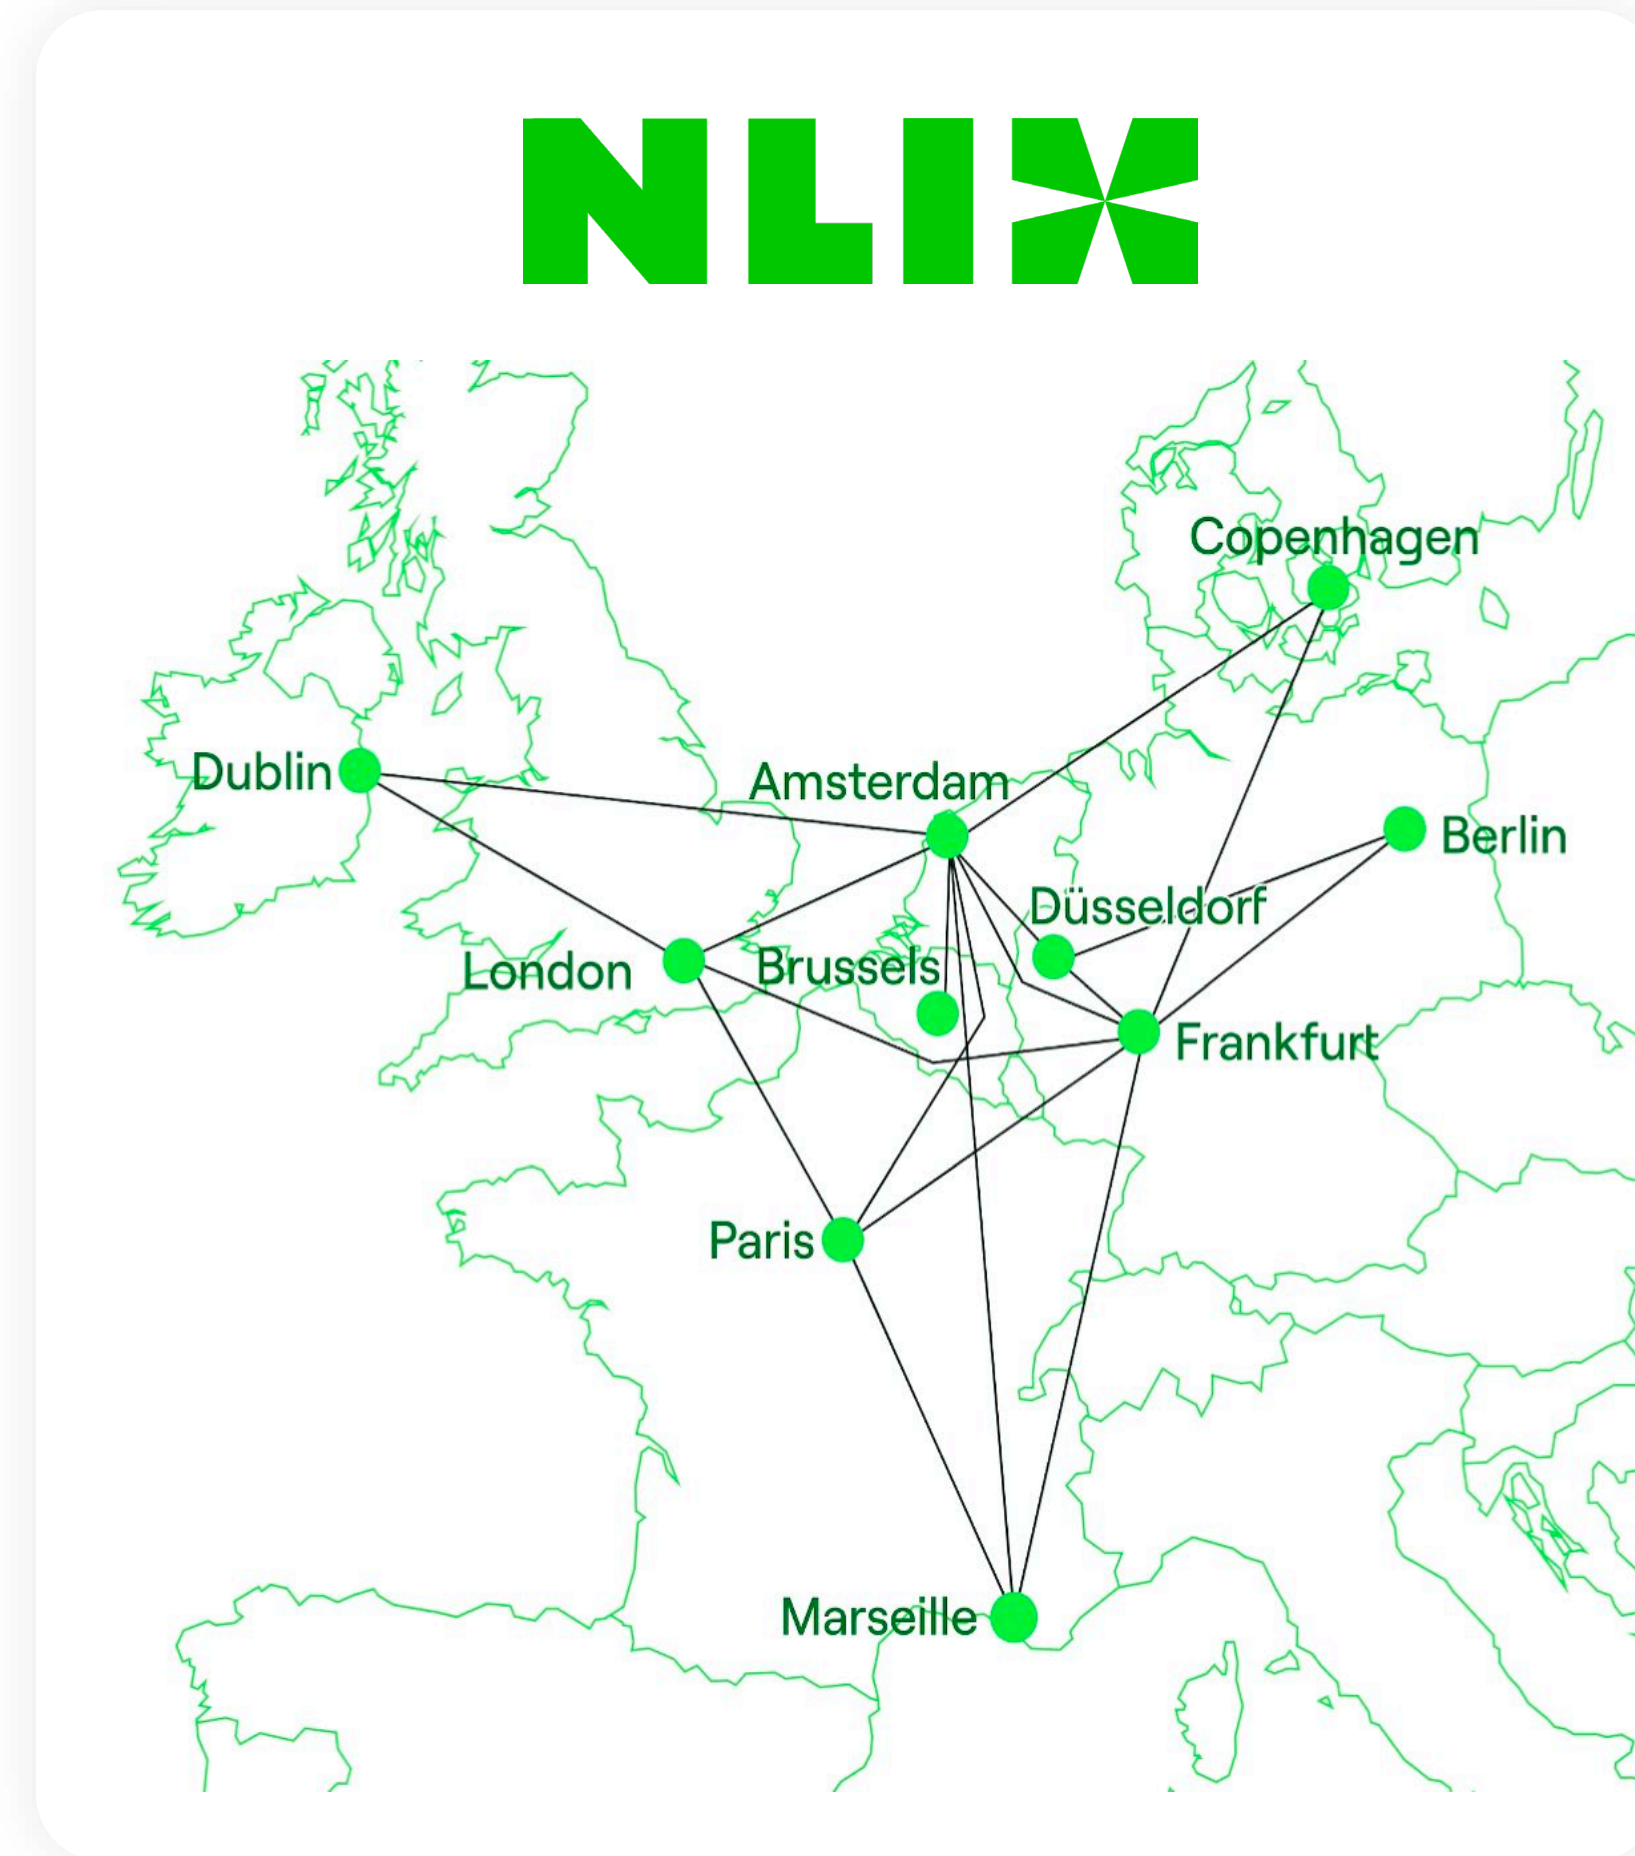 NLIX
Copenhagen
Dublin
Amsterdam
Berlin
Düsseldorf
London
Brussels
Frankfurt
Paris
Marseille